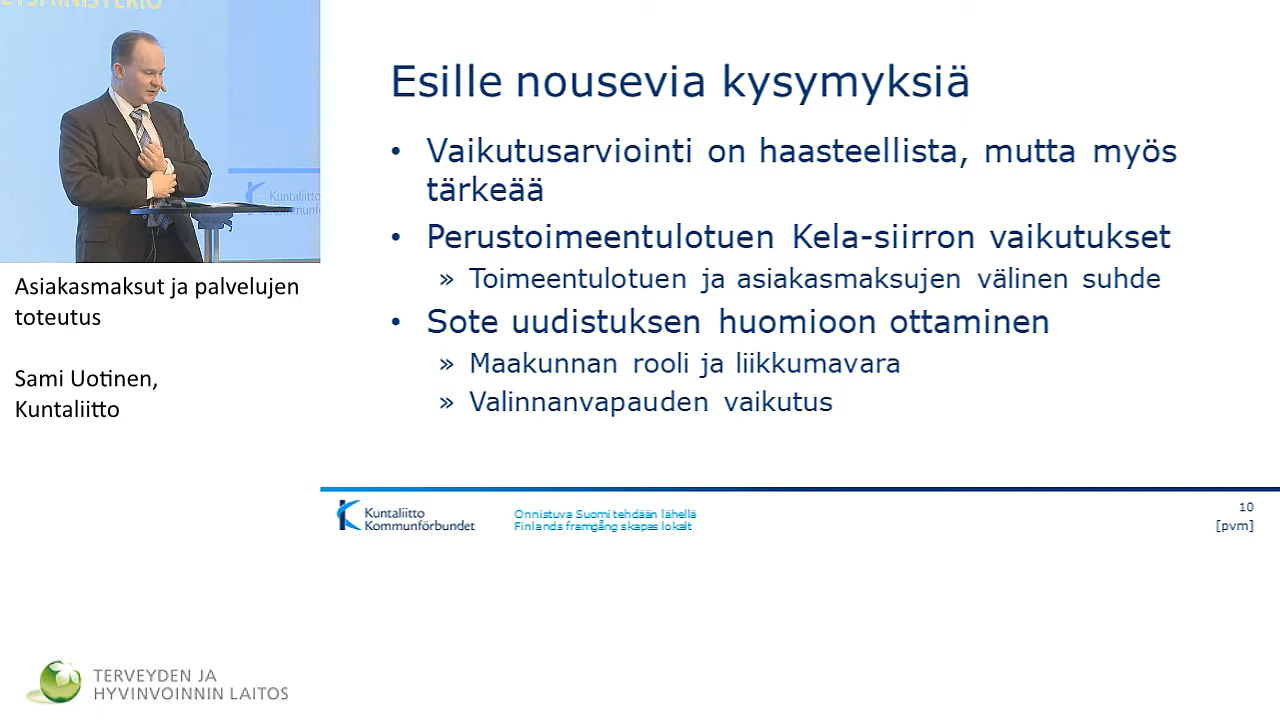 Esille nousevia kysymyksiä
• Vaikutusarviointi on haasteellista, mutta myös
tärkeää
• Perustoimeentulotuen Kela-siirron vaikutukset
» Toimeentulotuen ja asiakasmaksujen välinen suhde
• Sote uudistuksen huomioon ottaminen
» Maakunnan rooli ja liikkumavara
» Valinnanvapauden vaikutus
Kuntaliitto
Kommunförbundet
Onnistuva Suomi tehdään lähellä
Finlands framgång skapas lokalt
10
[pvm]
Kuntaliitto
Asiakasmaksut ja palvelujen
toteutus
Sami Uotinen,
Kuntaliitto
TERVEYDEN JA
HYVINVOINNIN LAITOS